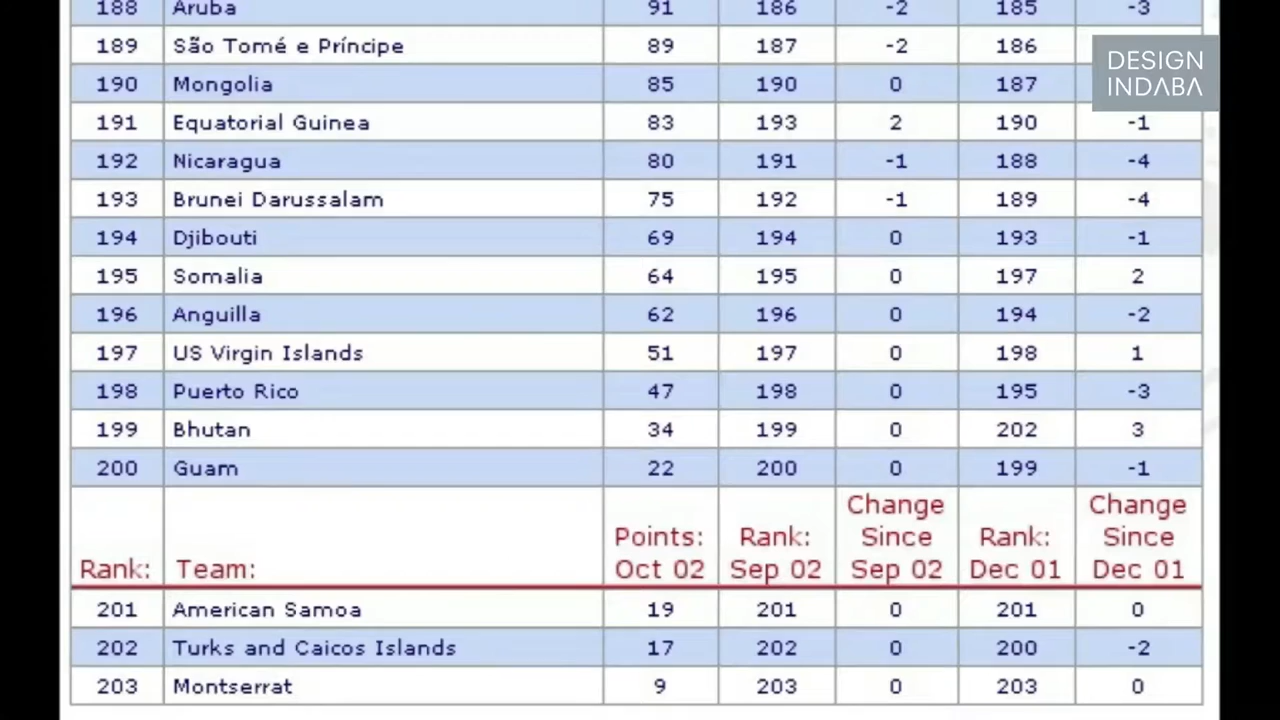 188 Aruba 91 186 -2 185 -3
189 São Tomé e Príncipe 89 187 -2 186
190 Mongolia 85 190 0 187
191 Equatorial Guinea 83 193 2 190 -1
192 Nicaragua 80 191 -1 188 -4
193 Brunei Darussalam 75 192 -1 189 -4
194 Djibouti 69 194 0 193 -1
195 Somalia 64 195 0 197 2
196 Anguilla 62 196 0 194 -2
197 US Virgin Islands 51 197 0 198 1
198 Puerto Rico 47 198 0 195 -3
199 Bhutan 34 199 0 202 3
200 Guam 22 200 0 199 -1
Change Change
Points: Rank: Since Rank: Since
Rank: Team: Oct 02 Sep 02 Sep 02 Dec 01 Dec 01
201 American Samoa 19 201 0 201 0
202 Turks and Caicos Islands 17 202 0 200 -2
203 Montserrat 9 203 0 203 0
DESIGN
INDABA